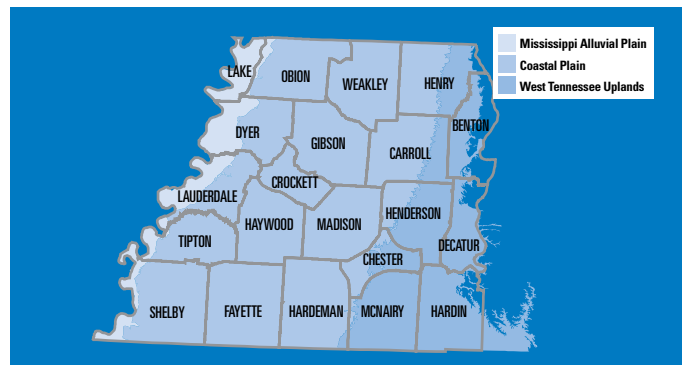 Mississippi Alluvial Plain
Coastal Plain
West Tennessee Uplands
LAKE
OBION
WEAKLEY
HENRY
BENTON
DYER
GIBSON
CARROLL
CROCKETT
LAUDERDALE
HENDERSON
HAYWOOD
MADISON
TIPTON
DECATUR
CHESTER
SHELBY
FAYETTE
HARDEMAN
MCNAIRY
HARDIN